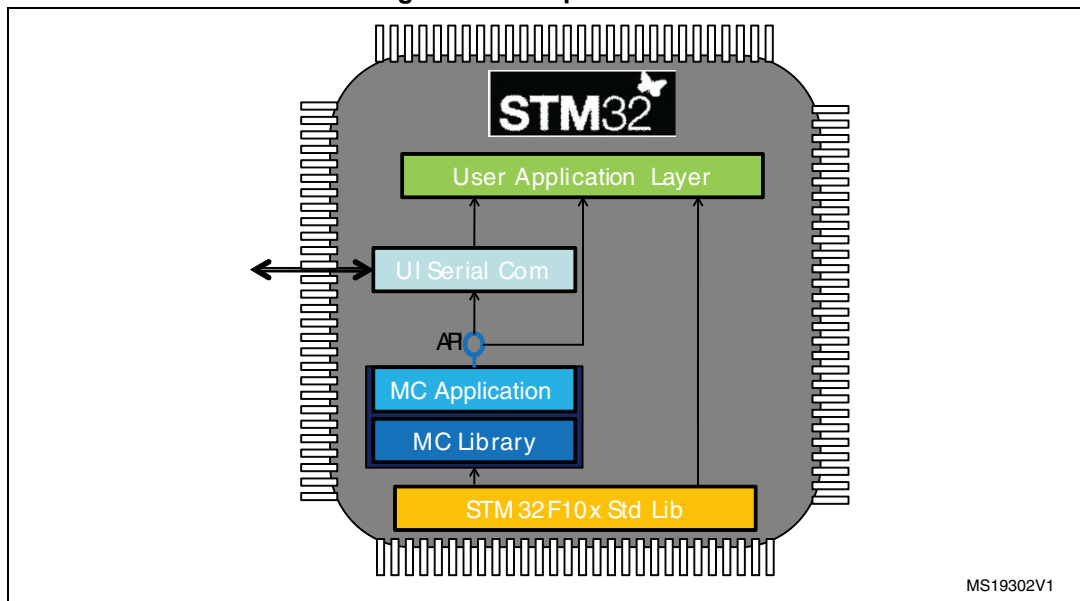 STM32
User Application Layer
UI Serial Com
API
MC Application
MC Library
STM32F10x Std Lib
MS19302V1